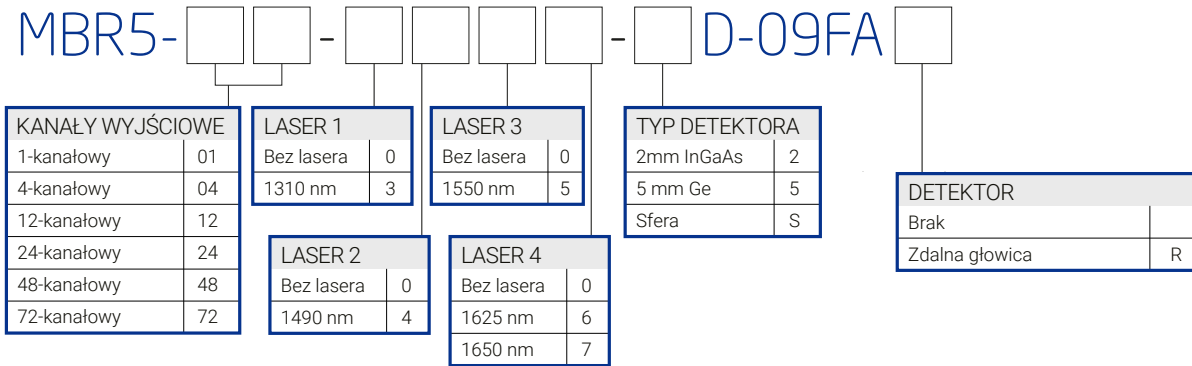 MBR5- - - D-09FA
KANAŁY WYJŚCIOWE
1-kanałowy 01
4-kanałowy 04
12-kanałowy 12
24-kanałowy 24
48-kanałowy 48
72-kanałowy 72
LASER 1
Bez lasera 0
1310 nm 3
LASER 2
Bez lasera 0
1490 nm 4
LASER 3
Bez lasera 0
1550 nm 5
LASER 4
Bez lasera 0
1625 nm 6
1650 nm 7
TYP DETEKTORA
2mm InGaAs 2
5 mm Ge 5
Sfera S
DETEKTOR
Brak
Zdalna głowica R